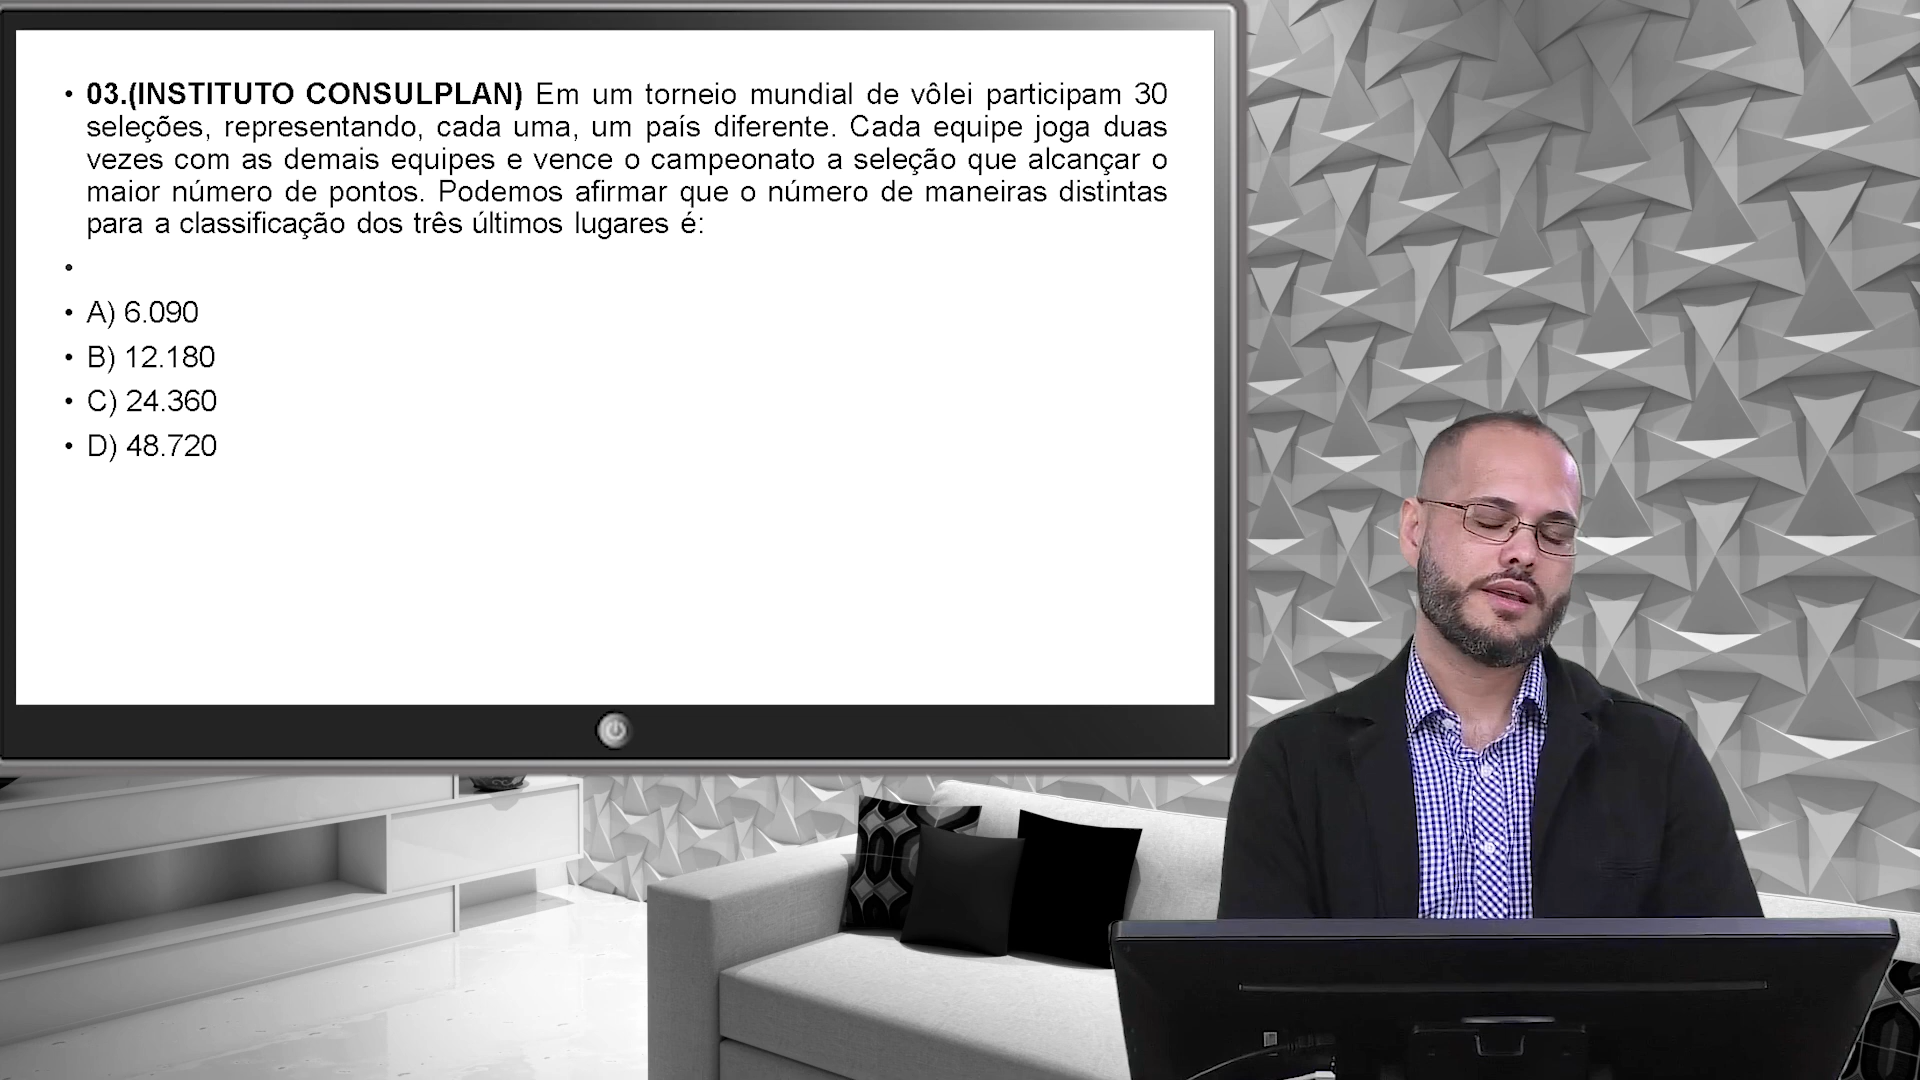 • 03.(INSTITUTO CONSULPLAN) Em um torneio mundial de vôlei participam 30
seleções, representando, cada uma, um país diferente. Cada equipe joga duas
vezes com as demais equipes e vence o campeonato a seleção que alcançar o
maior número de pontos. Podemos afirmar que o número de maneiras distintas
para a classificação dos três últimos lugares é:
•
• A) 6.090
• B) 12.180
• C) 24.360
• D) 48.720